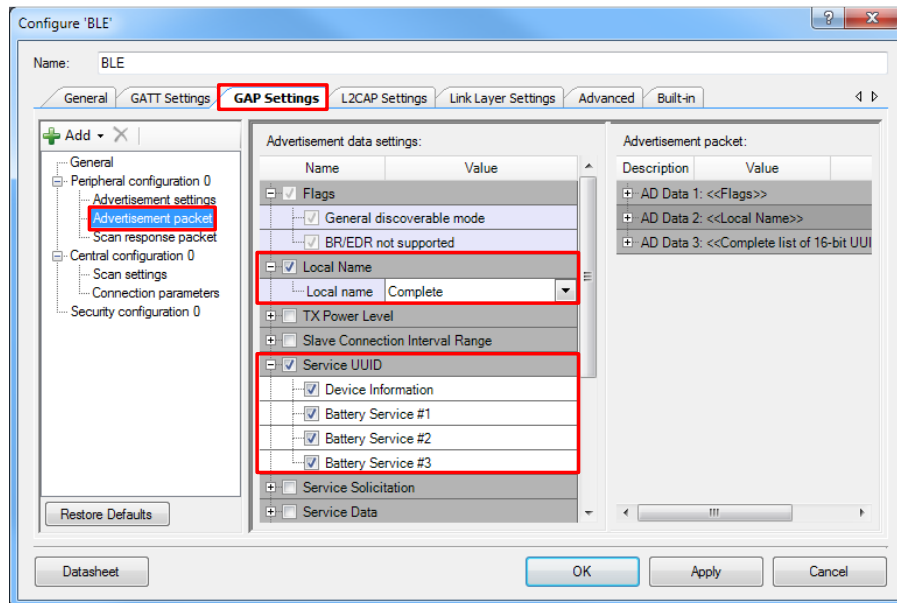 Configure 'BLE'
Name: BLE
General GATT Settings GAP Settings L2CAP Settings Link Layer Settings Advanced Built-in
Add
General
Peripheral configuration 0
Advertisement settings
Advertisement packet
Scan response packet
Central configuration 0
Scan settings
Connection parameters
Security configuration 0
Restore Defaults
Advertisement data settings:
Name Value
Flags
General discoverable mode
BR/EDR not supported
Local Name
Local name Complete
TX Power Level
Slave Connection Interval Range
Service UUID
Device Information
Battery Service #1
Battery Service #2
Battery Service #3
Service Solicitation
Service Data
Advertisement packet:
Description Value
AD Data 1: <<Flags>>
AD Data 2: <<Local Name>>
AD Data 3: <<Complete list of 16-bit UUI
Datasheet OK Apply Cancel